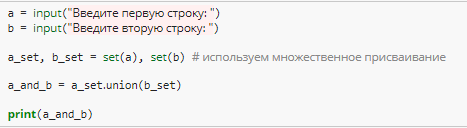 a = input("Введите первую строку: ")
b = input("Введите вторую строку: ")
a_set, b_set = set(a), set(b) # используем множественное присваивание
a_and_b = a_set.union(b_set)
print(a_and_b)